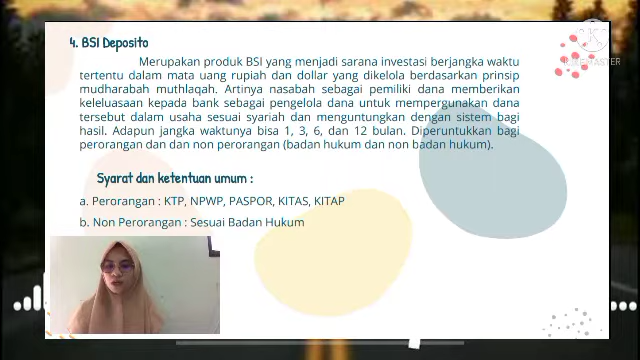 4. BSI Deposito
Merupakan produk BSI yang menjadi sarana investasi berjangka waktu
tertentu dalam mata uang rupiah dan dollar yang dikelola berdasarkan prinsip
mudharabah muthlaqah. Artinya nasabah sebagai pemiliki dana memberikan
keleluasaan kepada bank sebagai pengelola dana untuk mempergunakan dana
tersebut dalam usaha sesuai syariah dan menguntungkan dengan sistem bagi
hasil. Adapun jangka waktunya bisa 1, 3, 6, dan 12 bulan. Diperuntukkan bagi
perorangan dan dan non perorangan (badan hukum dan non badan hukum).
Syarat dan ketentuan umum :
a. Perorangan : KTP, NPWP, PASPOR, KITAS, KITAP
b. Non Perorangan : Sesuai Badan Hukum